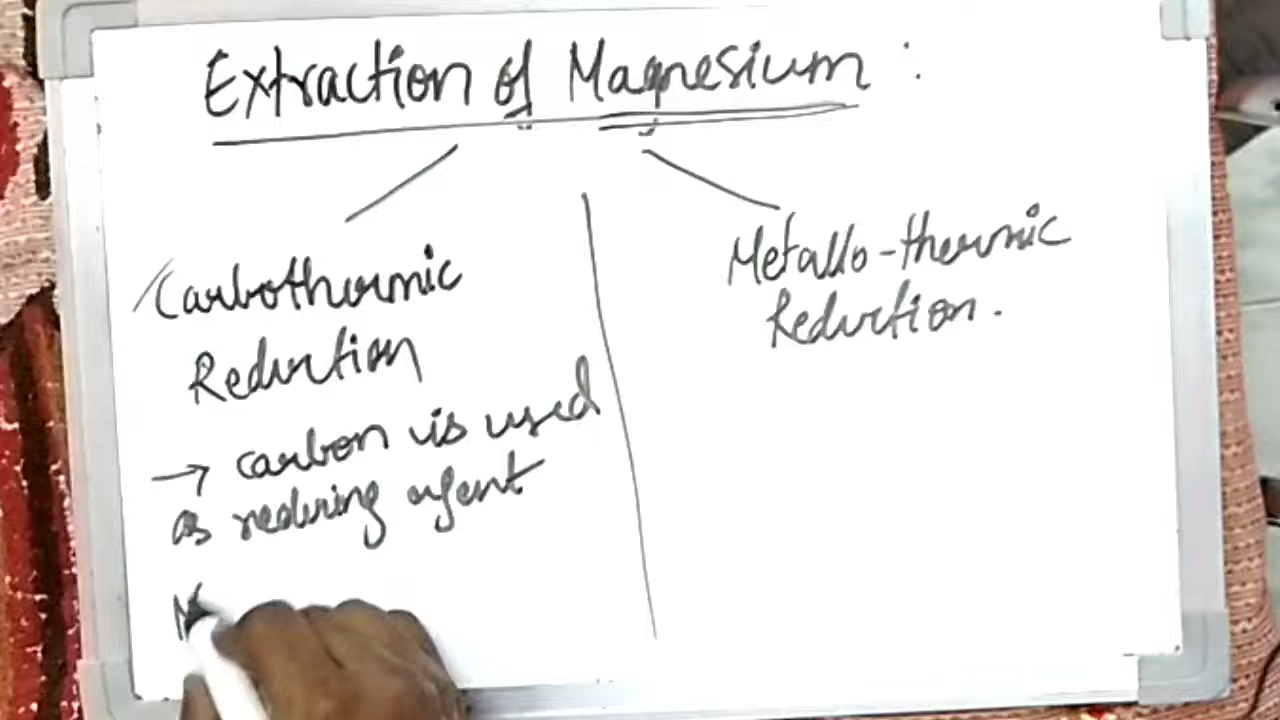 Extraction of Magnesium :
Carbothermic
Reduction
→ carbon is used
as reducing agent
M
Metallo-thermic
Reduction.